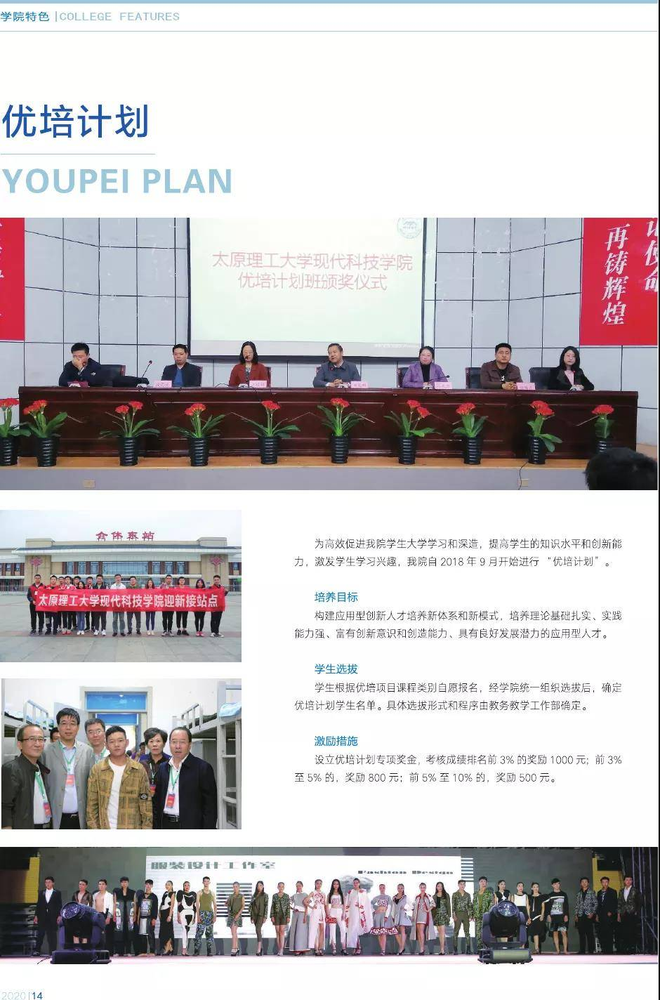 学院特色 | COLLEGE FEATURES
优培计划
YOUPEI PLAN
太原理工大学现代科技学院
优培计划班颁奖仪式
再铸辉煌
使命
太原理工大学现代科技学院迎新接站点
为高效促进我院学生大学学习和深造，提高学生的知识水平和创新能
力，激发学生学习兴趣，我院自 2018 年 9 月开始进行 “优培计划” 。
培养目标
构建应用型创新人才培养新体系和新模式，培养理论基础扎实、实践
能力强、富有创新意识和创造能力、具有良好发展潜力的应用型人才。
学生选拔
学生根据优培项目课程类别自愿报名，经学院统一组织选拔后，确定
优培计划学生名单。具体选拔形式和程序由教务教学工作部确定。
激励措施
设立优培计划专项奖金，考核成绩排名前 3% 的奖励 1000 元；前 3%
至 5% 的，奖励 800 元；前 5% 至 10% 的，奖励 500 元。
服装设计工作室
Fashion Design
2020 | 14